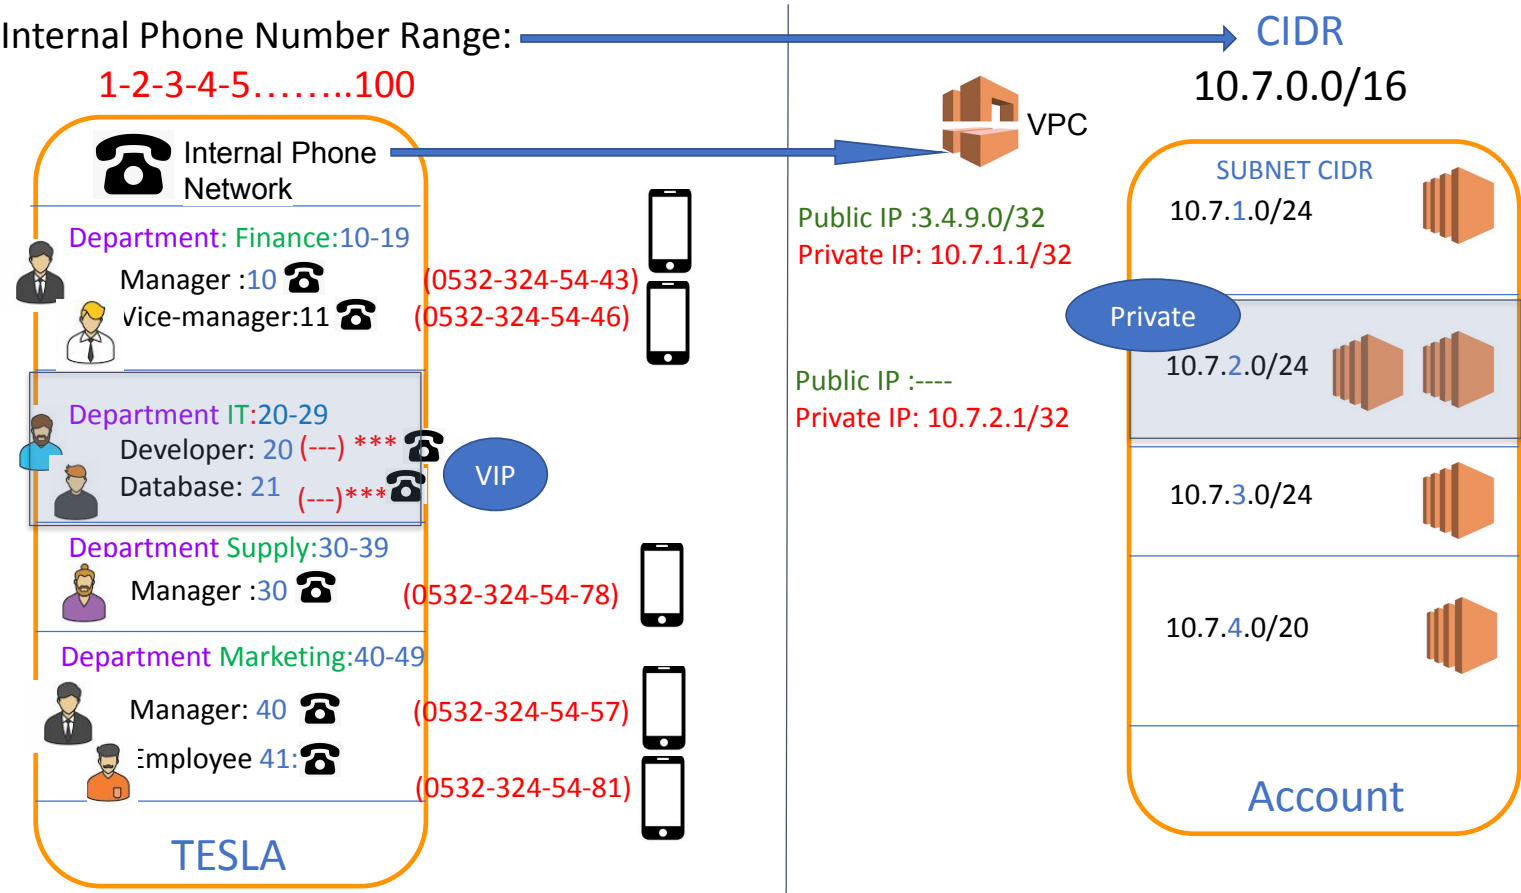 Internal Phone Number Range:
1-2-3-4-5……..100
Internal Phone
Network
Department: Finance:10-19
Manager :10
Vice-manager:11
(0532-324-54-43)
(0532-324-54-46)
Department IT:20-29
Developer: 20 (---) ***
Database: 21 (---)***
VIP
Department Supply:30-39
Manager :30
(0532-324-54-78)
Department Marketing:40-49
Manager: 40
(0532-324-54-57)
Employee 41:
(0532-324-54-81)
TESLA
CIDR
10.7.0.0/16
VPC
Public IP :3.4.9.0/32
Private IP: 10.7.1.1/32
Public IP :----
Private IP: 10.7.2.1/32
SUBNET CIDR
10.7.1.0/24
Private
10.7.2.0/24
10.7.3.0/24
10.7.4.0/20
Account